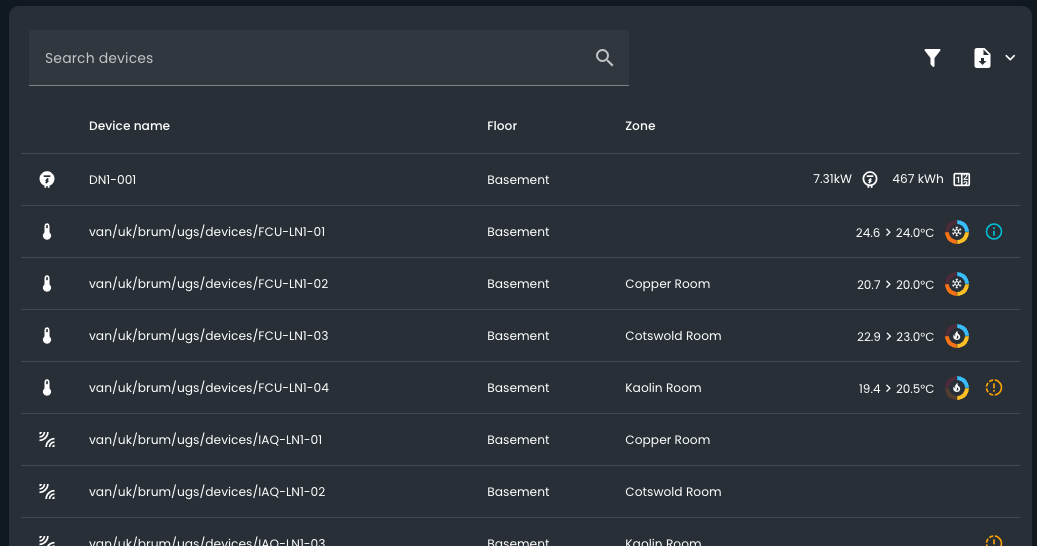 Search devices
Device name Floor Zone
DN1-001 Basement 7.31kW 467 kWh
van/uk/brum/ugs/devices/FCU-LN1-01 Basement 24.6 > 24.0°C
van/uk/brum/ugs/devices/FCU-LN1-02 Basement Copper Room 20.7 > 20.0°C
van/uk/brum/ugs/devices/FCU-LN1-03 Basement Cotswold Room 22.9 > 23.0°C
van/uk/brum/ugs/devices/FCU-LN1-04 Basement Kaolin Room 19.4 > 20.5°C
van/uk/brum/ugs/devices/IAQ-LN1-01 Basement Copper Room
van/uk/brum/ugs/devices/IAQ-LN1-02 Basement Cotswold Room
van/uk/brum/ugs/devices/IAQ-LN1-03 Basement Kaolin Room